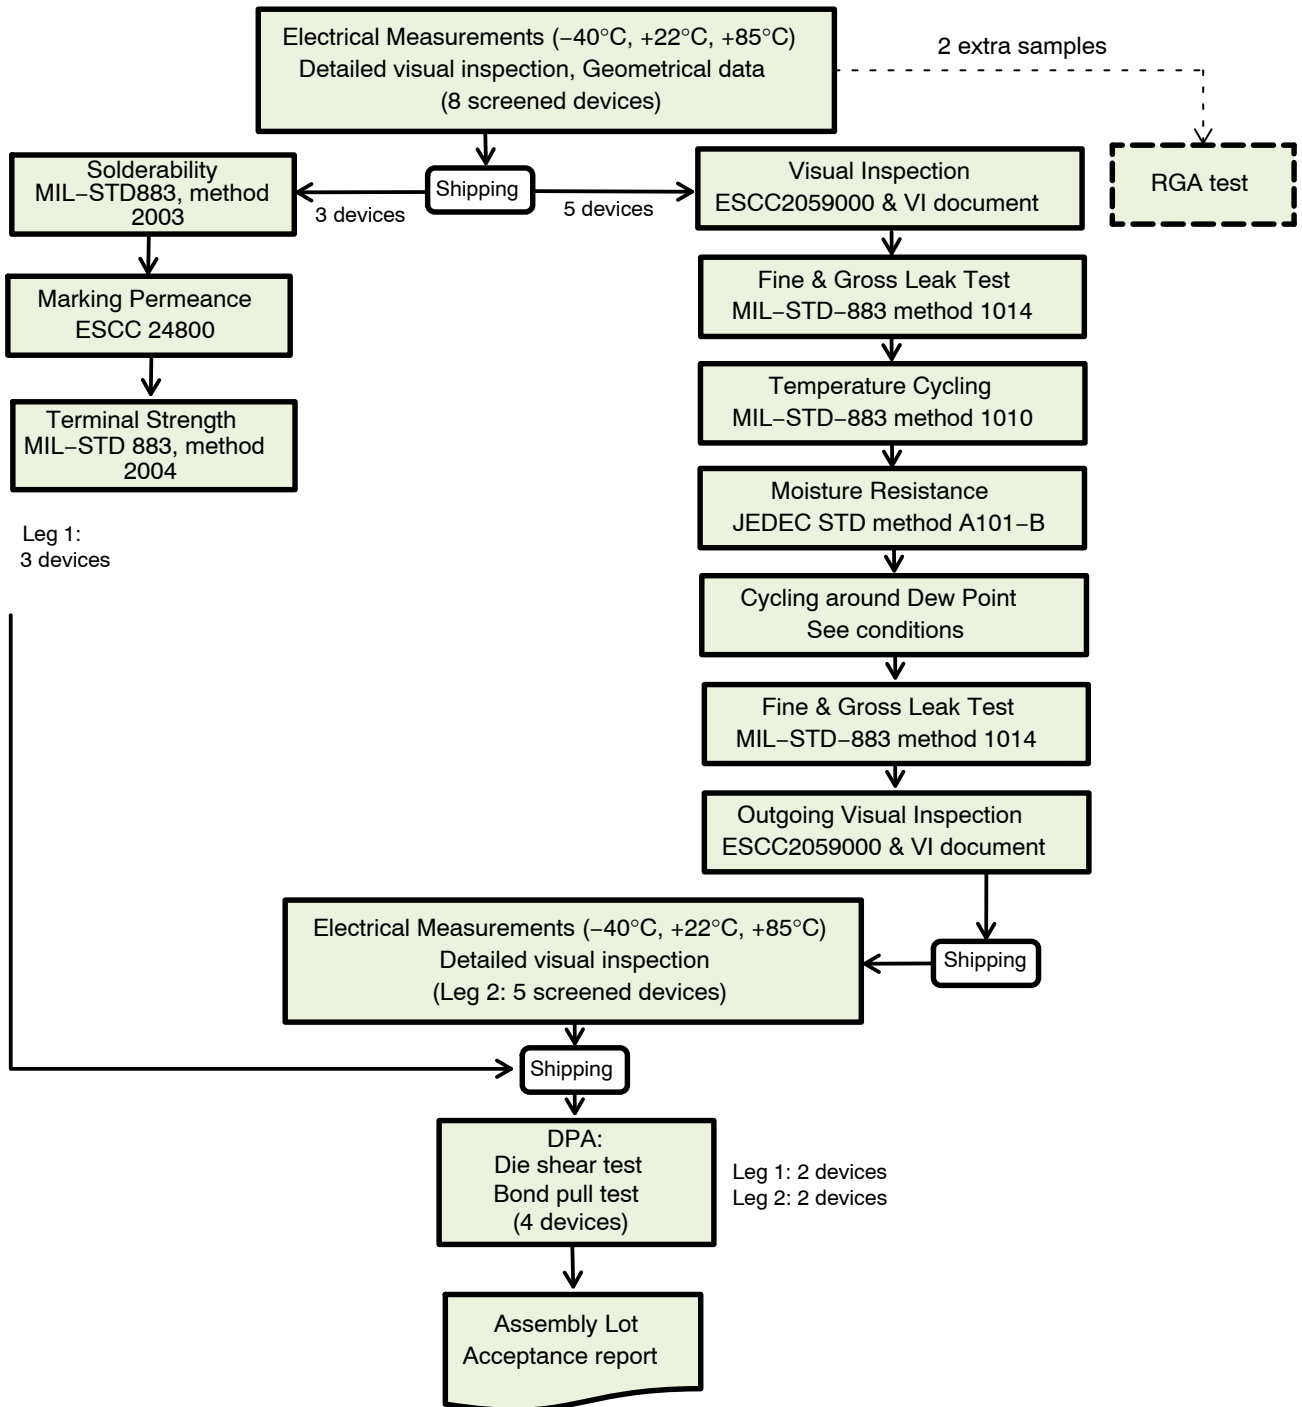 Electrical Measurements (−40°C, +22°C, +85°C)
Detailed visual inspection, Geometrical data
(8 screened devices)
2 extra samples
RGA test
Shipping
3 devices
5 devices
Solderability
MIL−STD883, method
2003
Marking Permeance
ESCC 24800
Terminal Strength
MIL−STD 883, method
2004
Leg 1:
3 devices
Visual Inspection
ESCC2059000 & VI document
Fine & Gross Leak Test
MIL−STD−883 method 1014
Temperature Cycling
MIL−STD−883 method 1010
Moisture Resistance
JEDEC STD method A101−B
Cycling around Dew Point
See conditions
Fine & Gross Leak Test
MIL−STD−883 method 1014
Outgoing Visual Inspection
ESCC2059000 & VI document
Shipping
Electrical Measurements (−40°C, +22°C, +85°C)
Detailed visual inspection
(Leg 2: 5 screened devices)
Shipping
DPA:
Die shear test
Bond pull test
(4 devices)
Leg 1: 2 devices
Leg 2: 2 devices
Assembly Lot
Acceptance report